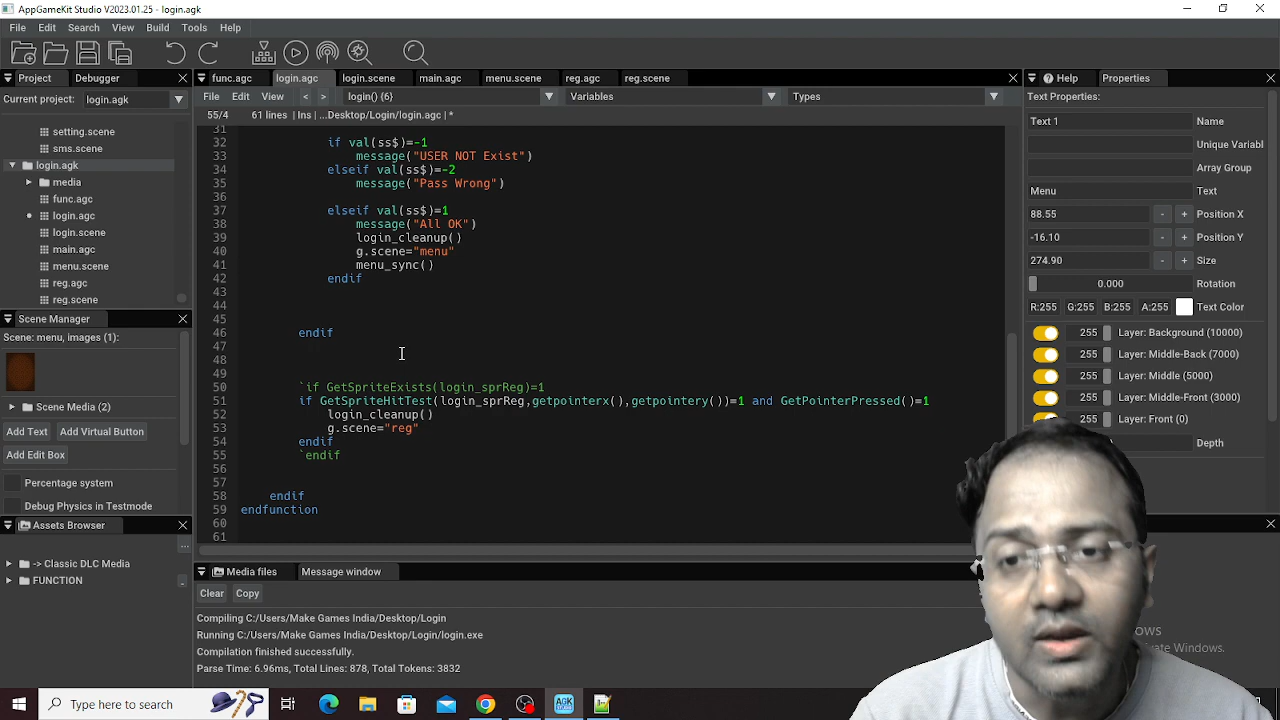 AppGameKit Studio V2023.01.25 - login.agk
File Edit Search View Build Tools Help
Project Debugger
Current project: login.agk
setting.scene
sms.scene
login.agk
media
func.agc
login.agc
login.scene
main.agc
menu.scene
reg.agc
reg.scene
Scene Manager
Scene: menu, images (1):
Scene Media (2)
Add Text Add Virtual Button
Add Edit Box
Percentage system
Debug Physics in Testmode
Assets Browser
...
-> Classic DLC Media
FUNCTION
func.agc login.agc login.scene main.agc menu.scene reg.agc reg.scene
File Edit View < > login() {6} Variables Types
55/4 61 lines | Ins | ...Desktop/Login/login.agc | *
31
32 if val(ss$)=-1
33 message("USER NOT Exist")
34 elseif val(ss$)=-2
35 message("Pass Wrong")
36
37 elseif val(ss$)=1
38 message("All OK")
39 login_cleanup()
40 g.scene="menu"
41 menu_sync()
42 endif
43
44
45
46 endif
47
48
49
50 `if GetSpriteExists(login_sprReg)=1
51 if GetSpriteHitTest(login_sprReg,getpointerx(),getpointery())=1 and GetPointerPressed()=1
52 login_cleanup()
53 g.scene="reg"
54 endif
55 `endif
56
57
58 endif
59 endfunction
60
61
Media files Message window
Clear Copy
Compiling C:/Users/Make Games India/Desktop/Login
Running C:/Users/Make Games India/Desktop/Login/login.exe
Compilation finished successfully.
Parse Time: 6.96ms, Total Lines: 878, Total Tokens: 3832
Help Properties
Text Properties:
Text 1 Name
Unique Variabl
Array Group
Menu Text
88.55 - + Position X
-16.10 - + Position Y
274.90 - + Size
0.000 Rotation
R:255 G:255 B:255 A:255 Text Color
255 Layer: Background (10000)
255 Layer: Middle-Back (7000)
255 Layer: Middle (5000)
255 Layer: Middle-Front (3000)
255 Layer: Front (0)
Depth
Type here to search